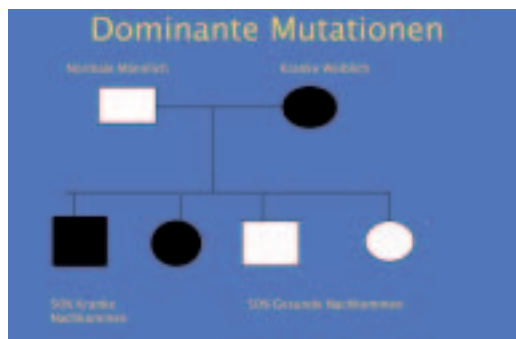 Dominante Mutationen
Normale Männlich
Kranke Weiblich
50% Kranke
Nachkommen
50% Gesunde Nachkommen